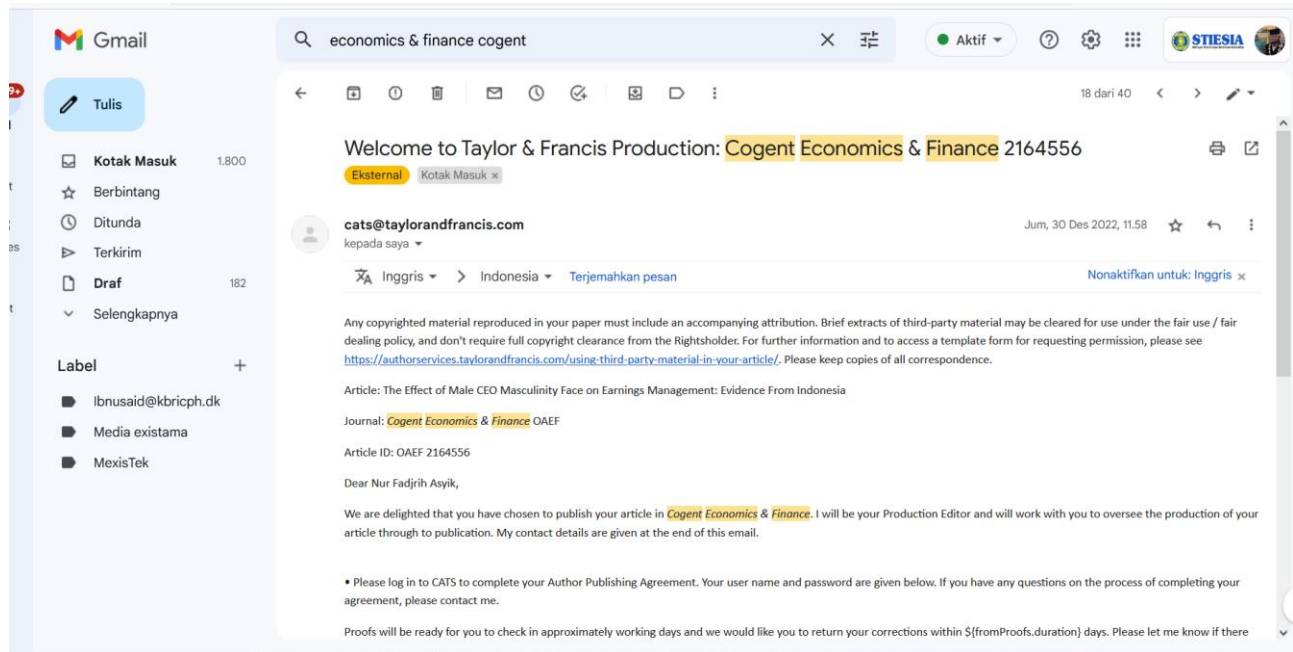 Gmail
economics & finance cogent
Aktif
STIESIA
9+
Tulis
18 dari 40
Kotak Masuk 1.800
Berbintang
Ditunda
Terkirim
Draf 182
Selengkapnya
Label
Ibnusaid@kbricph.dk
Media existama
MexisTek
Welcome to Taylor & Francis Production: Cogent Economics & Finance 2164556
Eksternal Kotak Masuk ×
cats@taylorandfrancis.com Jum, 30 Des 2022, 11.58
kepada saya
Inggris > Indonesia Terjemahkan pesan Nonaktifkan untuk: Inggris ×
Any copyrighted material reproduced in your paper must include an accompanying attribution. Brief extracts of third-party material may be cleared for use under the fair use / fair
dealing policy, and don't require full copyright clearance from the Rightsholder. For further information and to access a template form for requesting permission, please see
https://authorservices.taylorandfrancis.com/using-third-party-material-in-your-article/. Please keep copies of all correspondence.
Article: The Effect of Male CEO Masculinity Face on Earnings Management: Evidence From Indonesia
Journal: Cogent Economics & Finance OAEF
Article ID: OAEF 2164556
Dear Nur Fadjrih Asyik,
We are delighted that you have chosen to publish your article in Cogent Economics & Finance. I will be your Production Editor and will work with you to oversee the production of your
article through to publication. My contact details are given at the end of this email.
• Please log in to CATS to complete your Author Publishing Agreement. Your user name and password are given below. If you have any questions on the process of completing your
agreement, please contact me.
Proofs will be ready for you to check in approximately working days and we would like you to return your corrections within ${fromProofs.duration} days. Please let me know if there